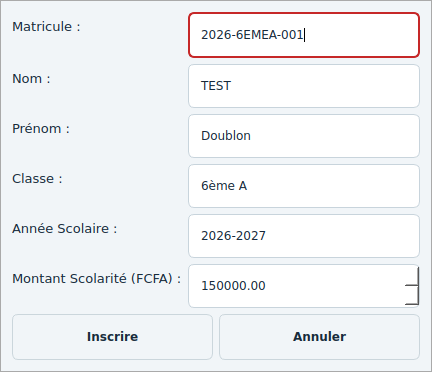 Matricule : 2026-6EMEA-001
Nom : TEST
Prénom : Doublon
Classe : 6ème A
Année Scolaire : 2026-2027
Montant Scolarité (FCFA) : 150000.00
Inscrire Annuler